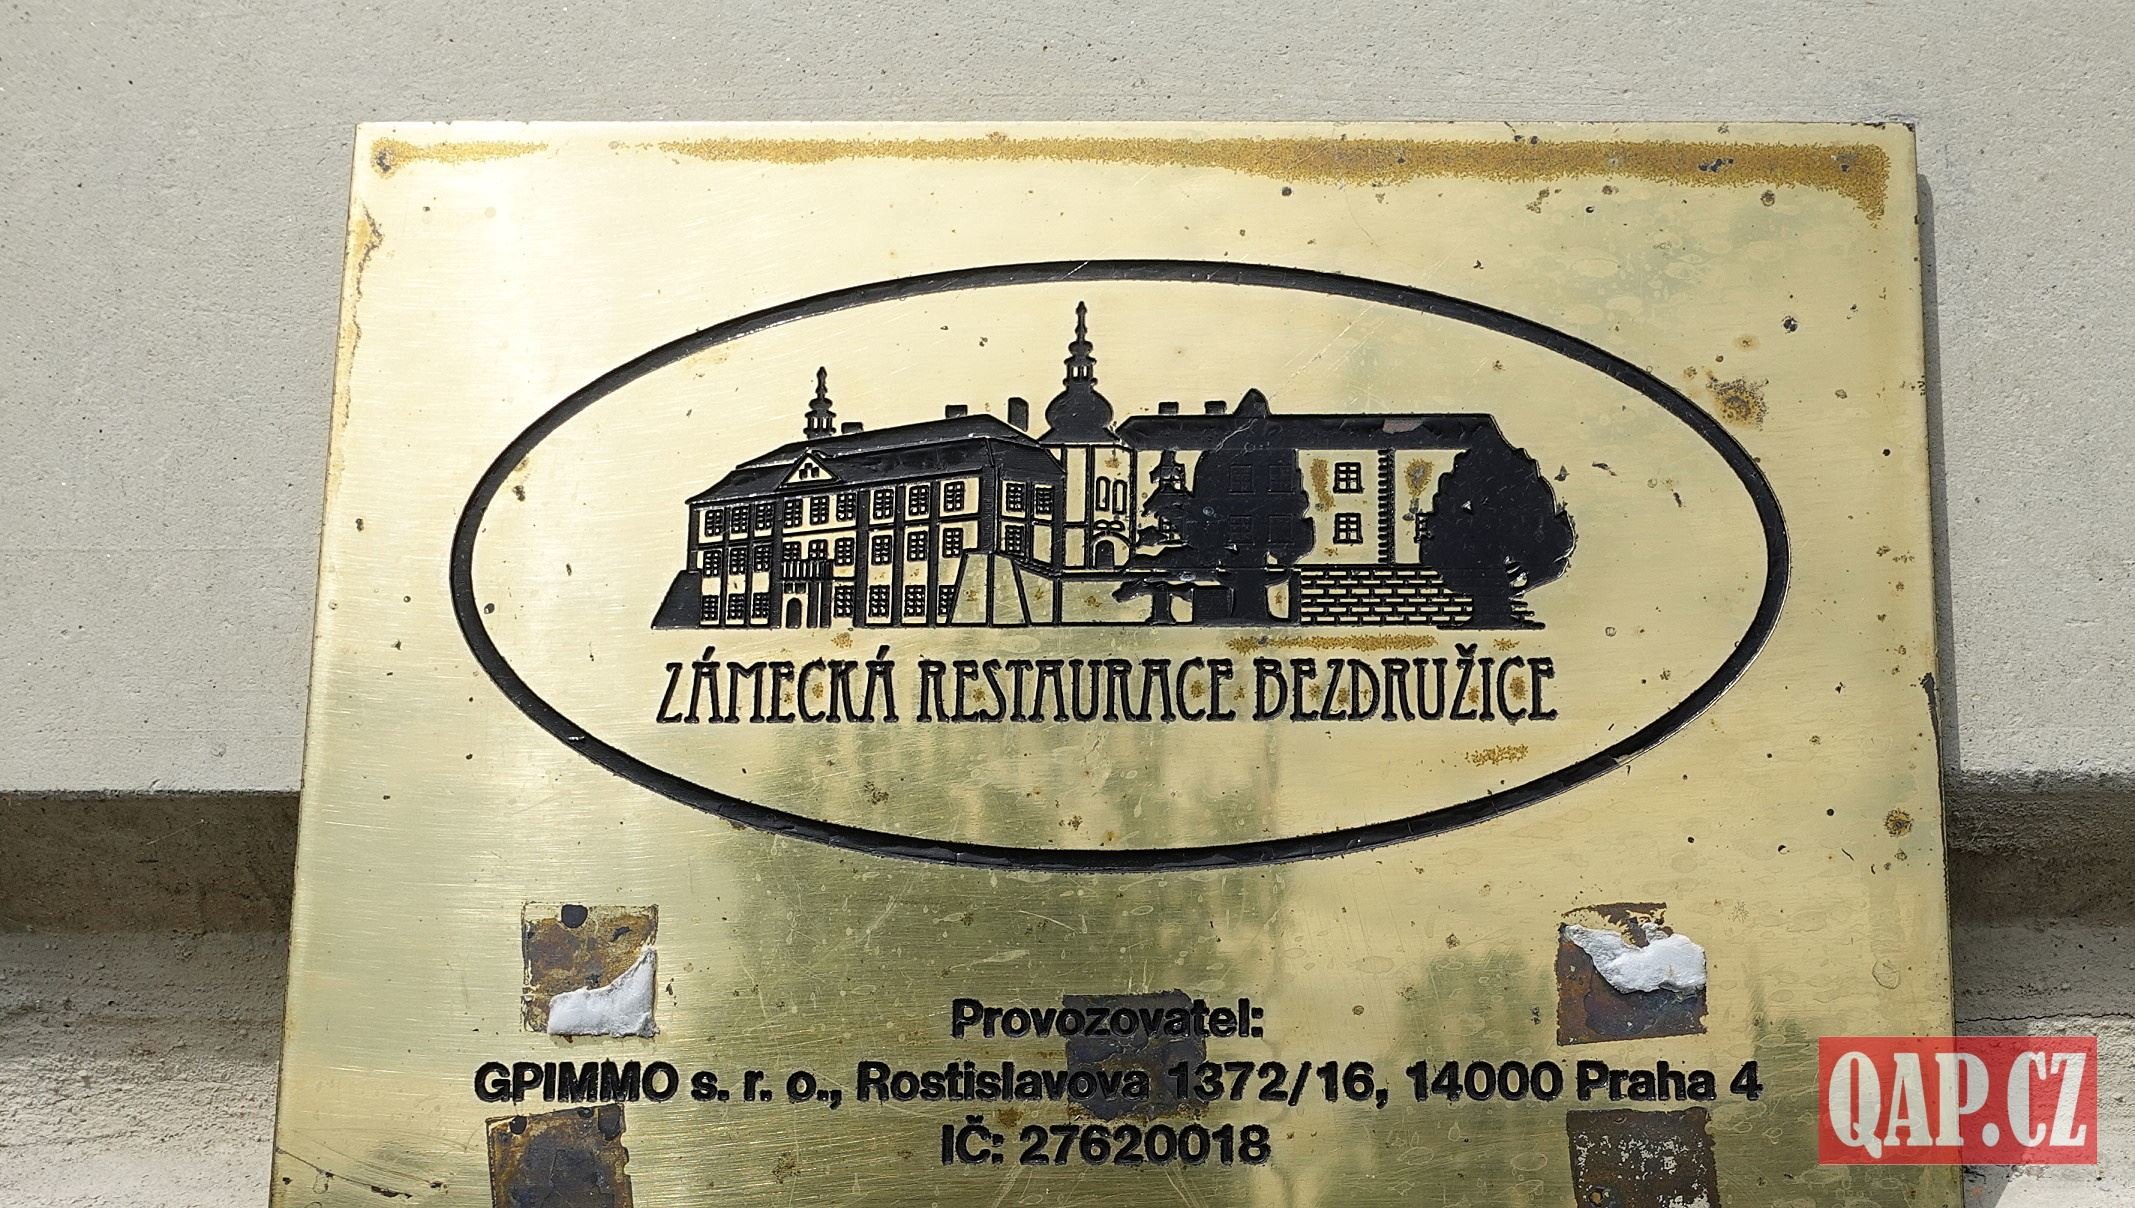 ZÁMECKÁ RESTAURACE BEZDRUŽICE
Provozovatel:
GPIMMO s. r. o., Rostislavova 1372/16, 14000 Praha 4
IČ: 27620018
QAP.CZ